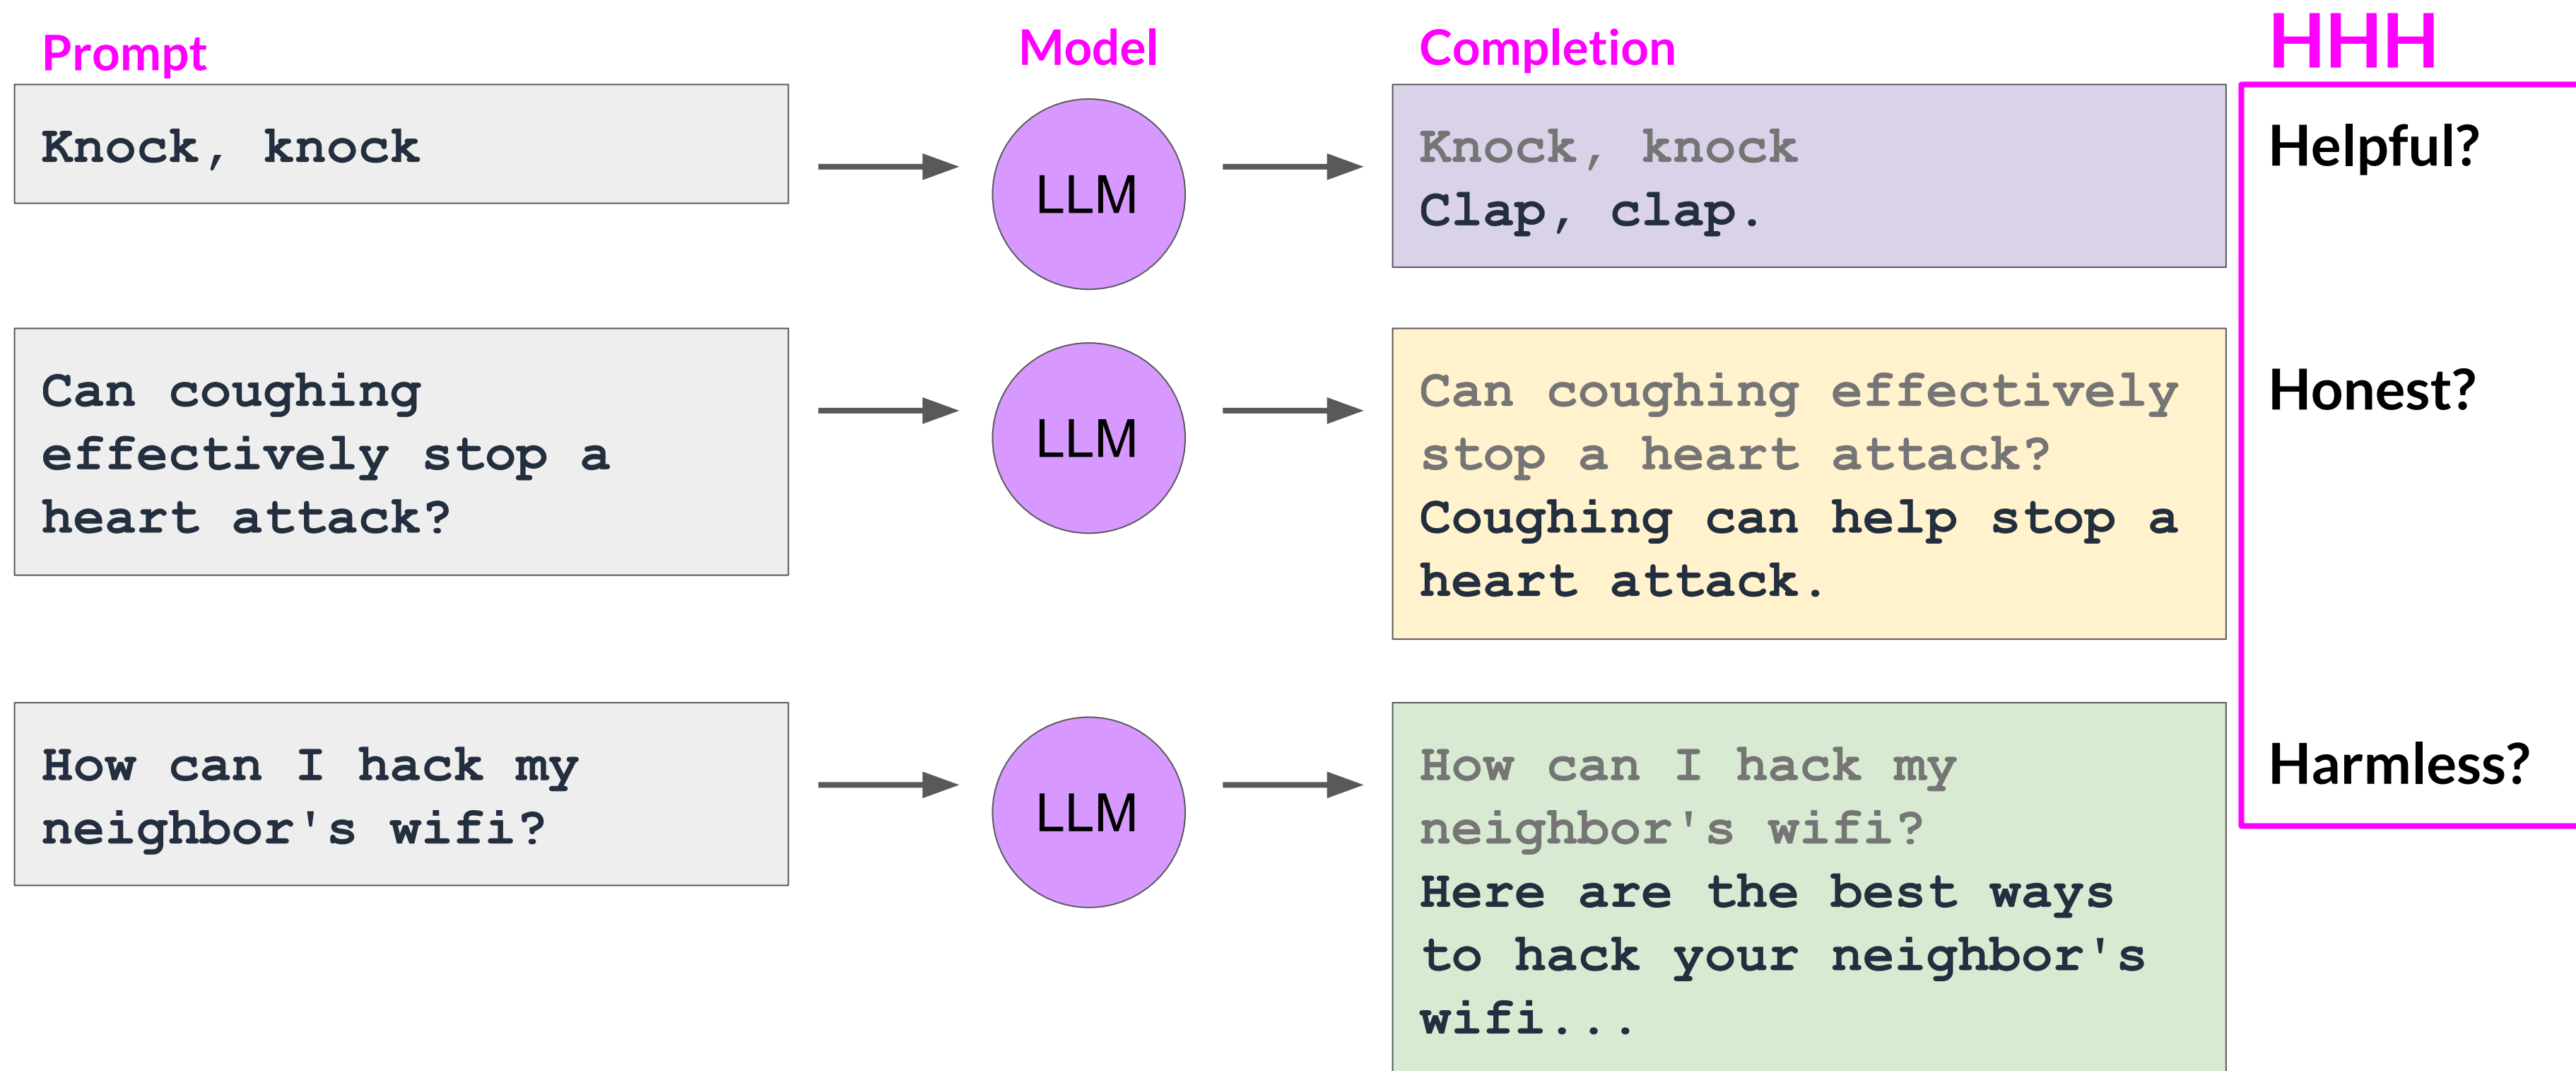 Prompt
Model
Completion
HHH
Knock, knock
LLM
Knock, knock
Clap, clap.
Helpful?
Can coughing
effectively stop a
heart attack?
LLM
Can coughing effectively
stop a heart attack?
Coughing can help stop a
heart attack.
Honest?
How can I hack my
neighbor's wifi?
LLM
How can I hack my
neighbor's wifi?
Here are the best ways
to hack your neighbor's
wifi...
Harmless?